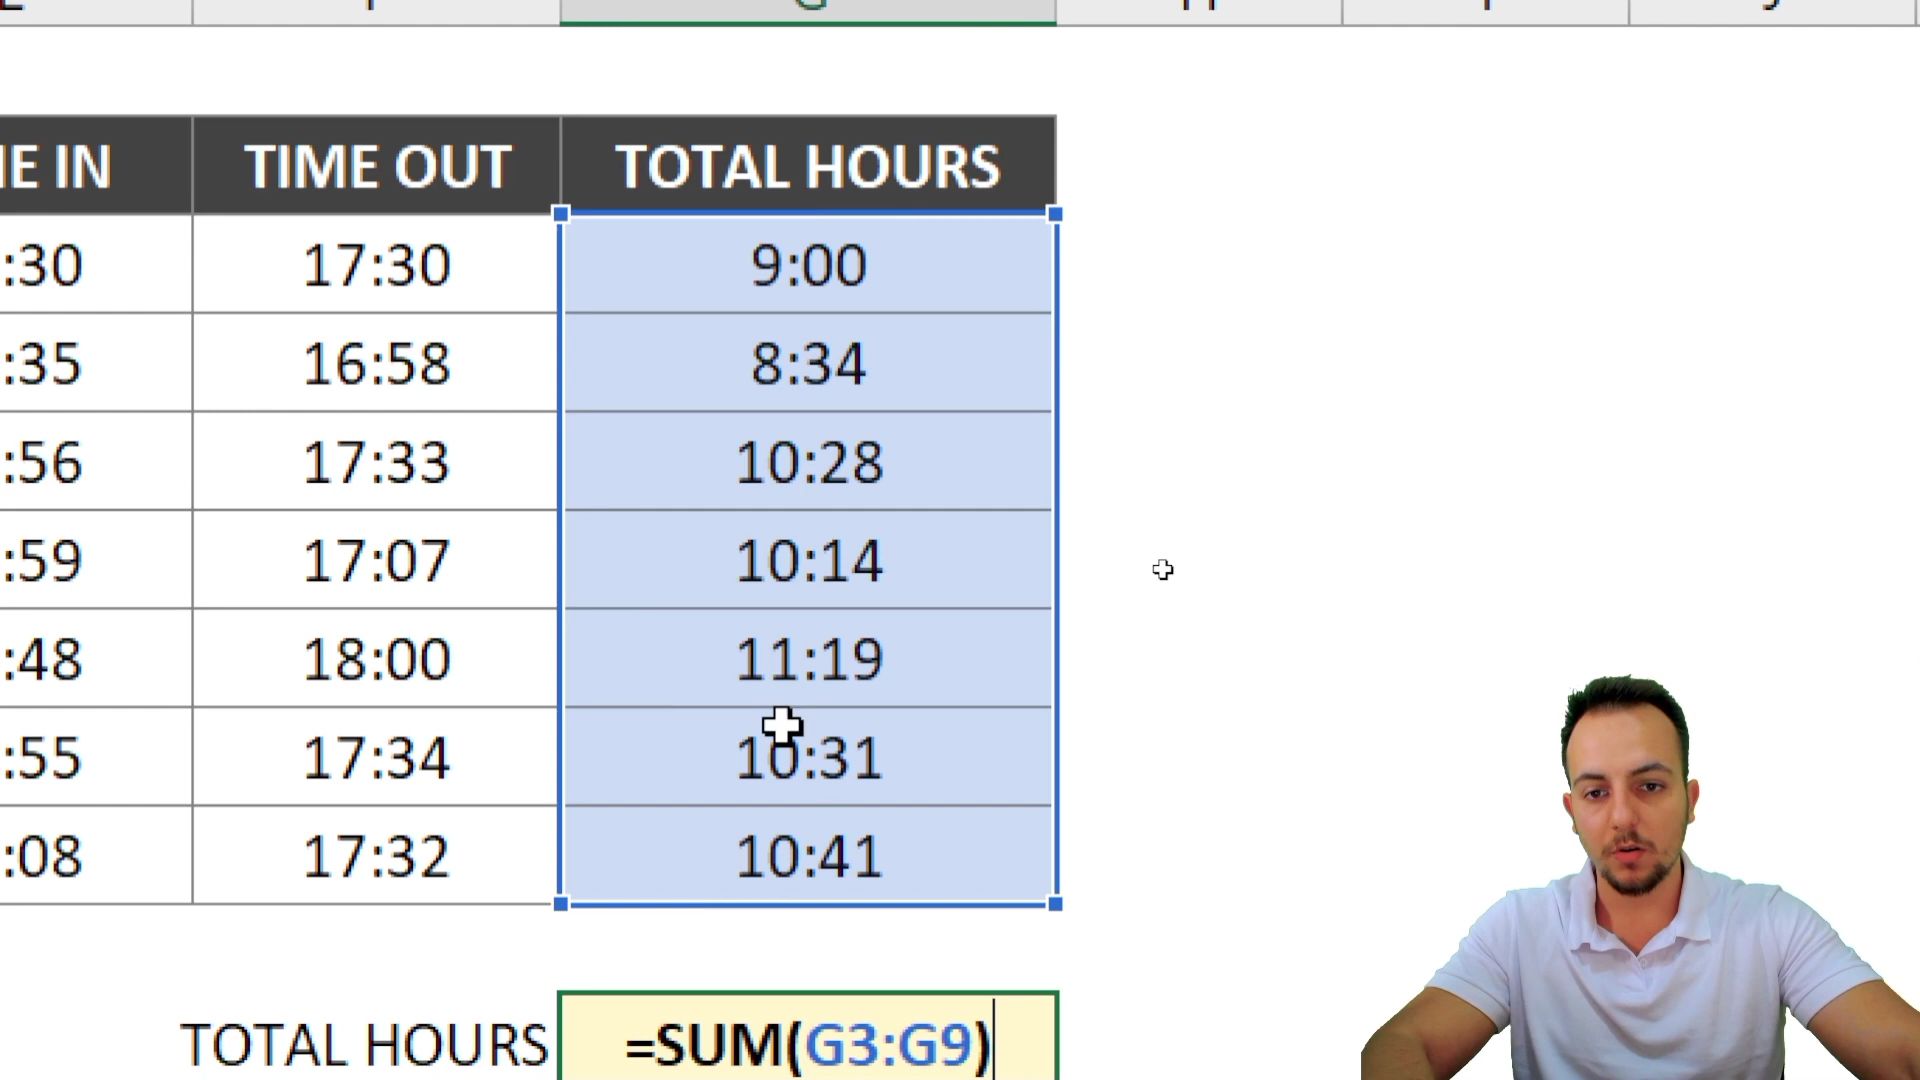 G
E IN TIME OUT TOTAL HOURS
:30 17:30 9:00
:35 16:58 8:34
:56 17:33 10:28
:59 17:07 10:14
:48 18:00 11:19
:55 17:34 10:31
:08 17:32 10:41
TOTAL HOURS =SUM(G3:G9)